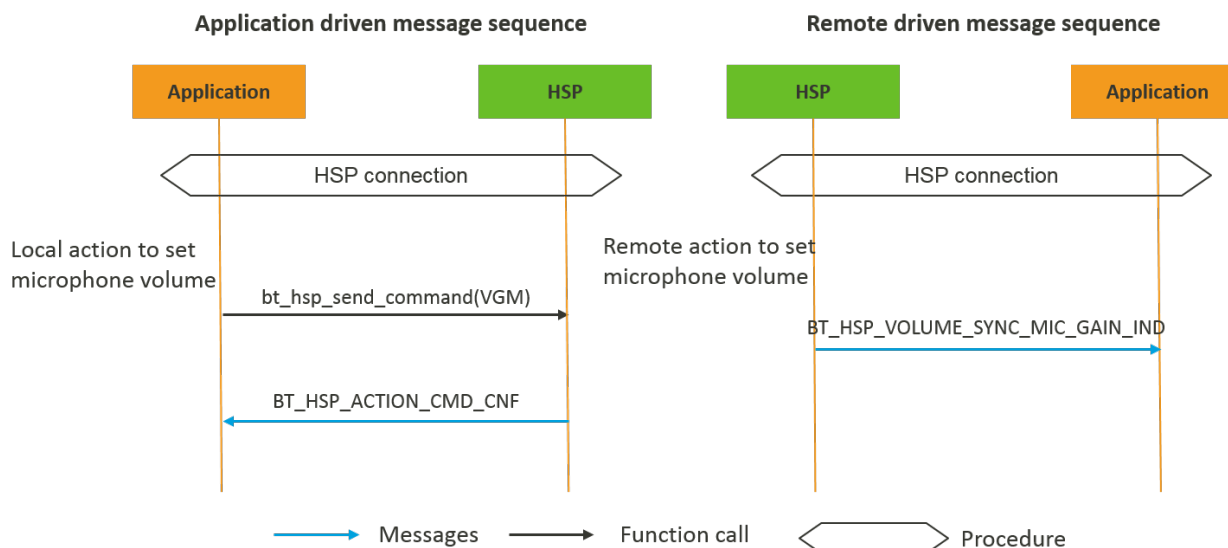 Application driven message sequence
Remote driven message sequence
Application
HSP
HSP
Application
HSP connection
HSP connection
Local action to set
microphone volume
Remote action to set
microphone volume
bt_hsp_send_command(VGM)
BT_HSP_VOLUME_SYNC_MIC_GAIN_IND
BT_HSP_ACTION_CMD_CNF
Messages
Function call
Procedure